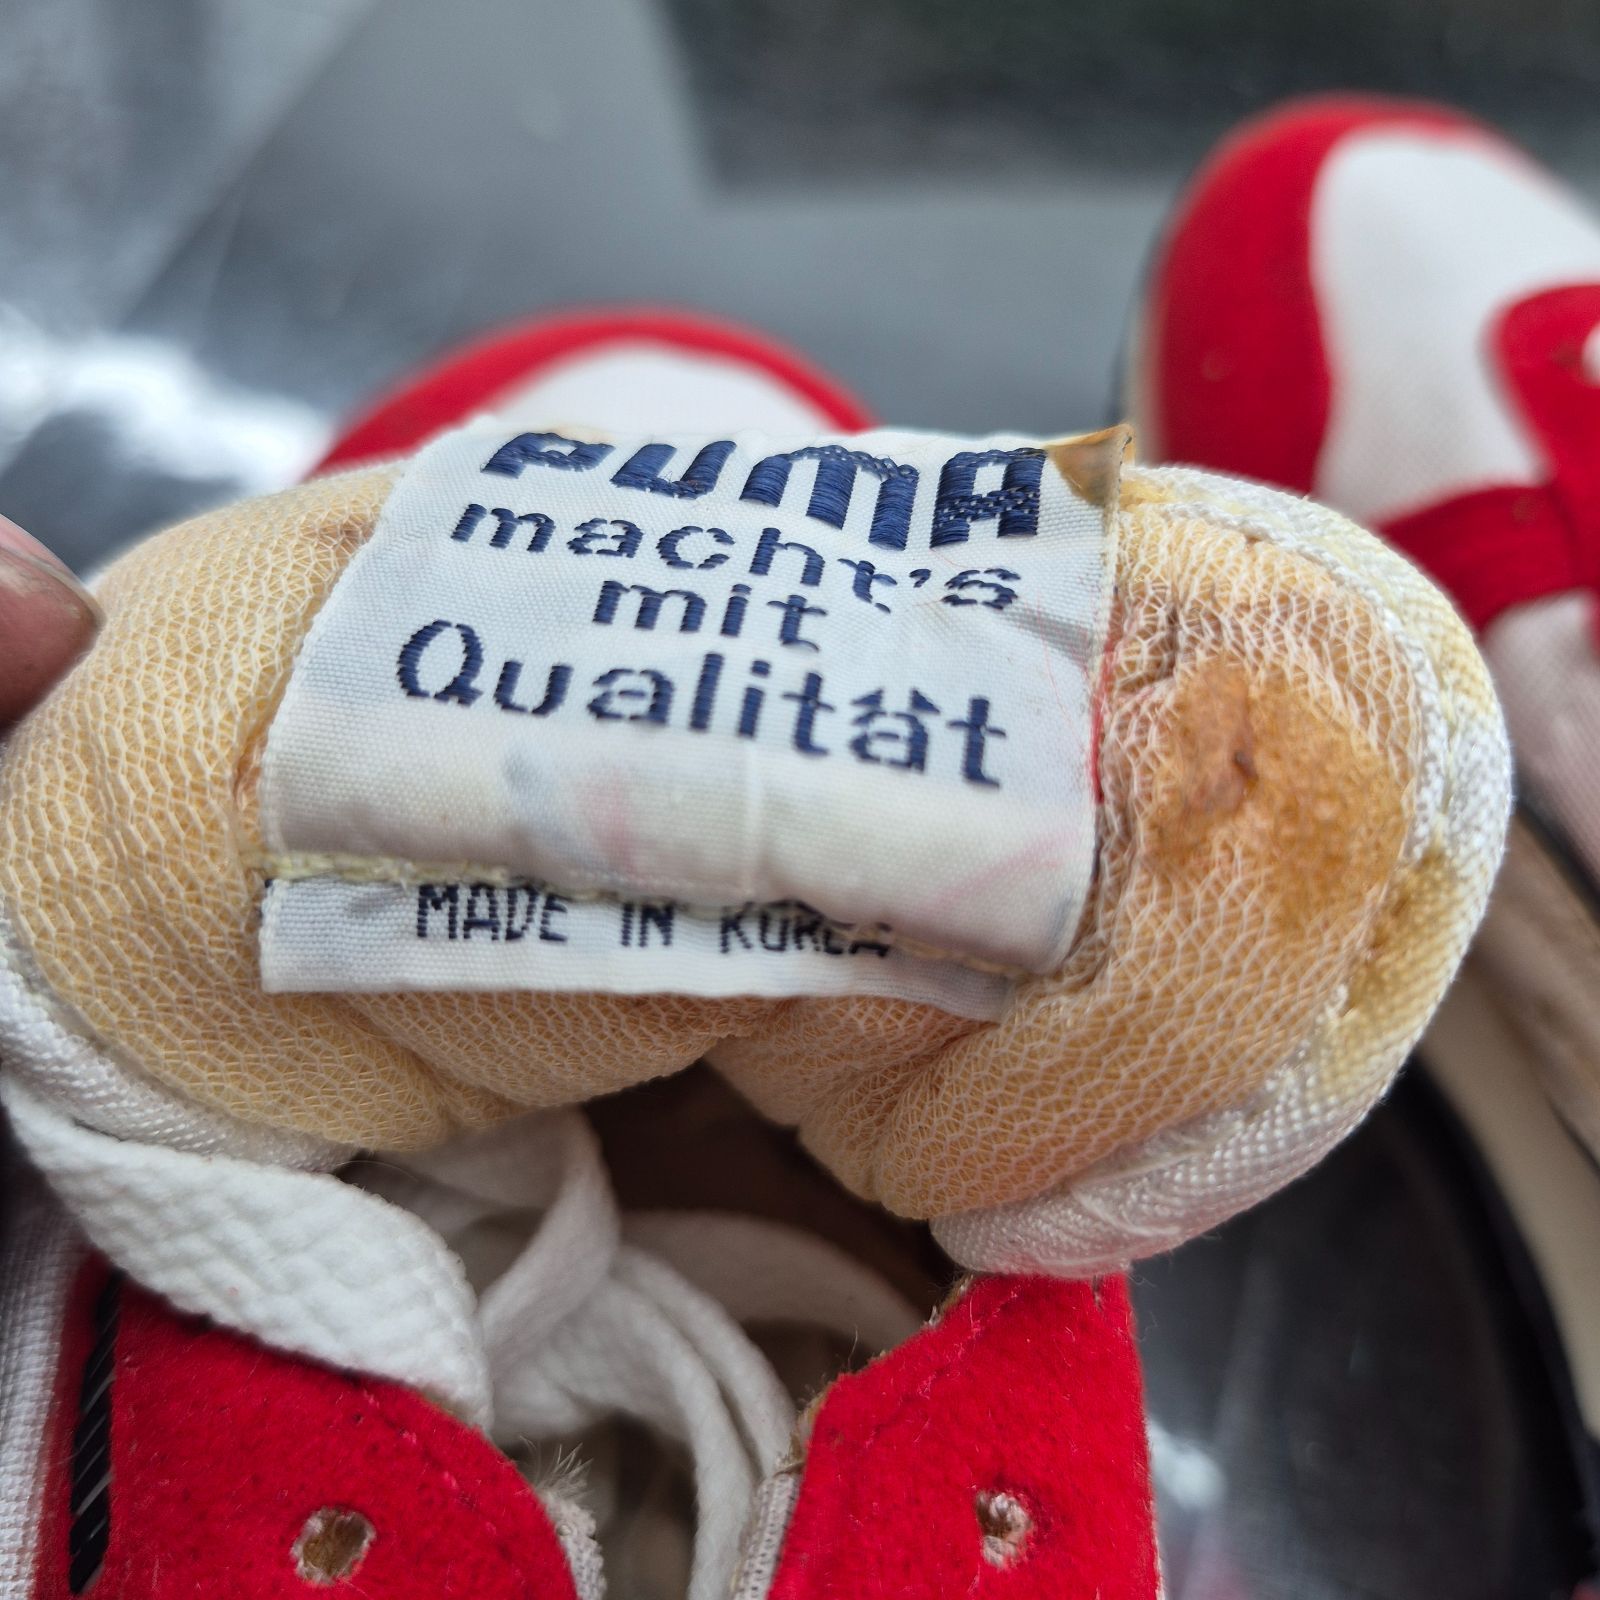 PUMA
macht's
mit
Qualität
MADE IN KOREA